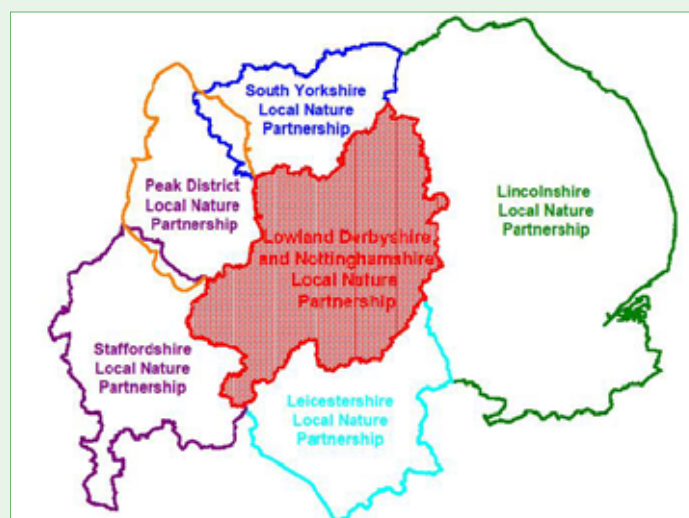 South Yorkshire
Local Nature
Partnership
Peak District
Local Nature
Partnership
Lincolnshire
Local Nature
Partnership
Lowland Derbyshire
and Nottinghamshire
Local Nature
Partnership
Staffordshire
Local Nature
Partnership
Leicestershire
Local Nature
Partnership